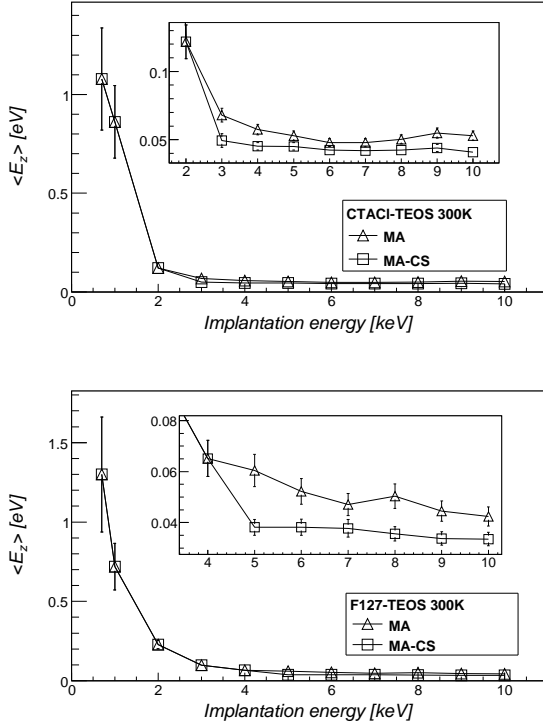 <E_z> [eV]
1
0.5
0
0.1
0.05
2 3 4 5 6 7 8 9 10
CTACl-TEOS 300K
MA
MA-CS
0 2 4 6 8 10
Implantation energy [keV]
<E_z> [eV]
1.5
1
0.5
0
0.08
0.06
0.04
4 5 6 7 8 9 10
F127-TEOS 300K
MA
MA-CS
0 2 4 6 8 10
Implantation energy [keV]